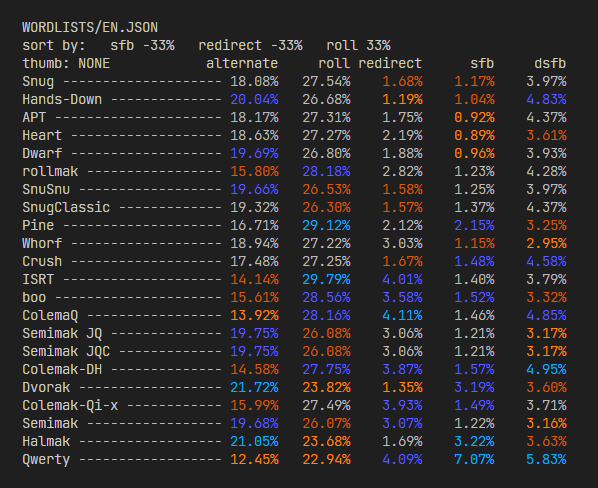 WORDLISTS/EN.JSON
sort by:   sfb -33%   redirect -33%   roll 33%
thumb: NONE            alternate     roll redirect      sfb     dsfb
Snug -------------------- 18.08%   27.54%    1.68%    1.17%    3.97%
Hands-Down -------------- 20.04%   26.68%    1.19%    1.04%    4.83%
APT --------------------- 18.17%   27.31%    1.75%    0.92%    4.37%
Heart ------------------- 18.63%   27.27%    2.19%    0.89%    3.61%
Dwarf ------------------- 19.69%   26.80%    1.88%    0.96%    3.93%
rollmak ----------------- 15.80%   28.18%    2.82%    1.23%    4.28%
SnuSnu ------------------ 19.66%   26.53%    1.58%    1.25%    3.97%
SnugClassic ------------- 19.32%   26.30%    1.57%    1.37%    4.37%
Pine -------------------- 16.71%   29.12%    2.12%    2.15%    3.25%
Whorf ------------------- 18.94%   27.22%    3.03%    1.15%    2.95%
Crush ------------------- 17.48%   27.25%    1.67%    1.48%    4.58%
ISRT -------------------- 14.14%   29.79%    4.01%    1.40%    3.79%
boo --------------------- 15.61%   28.56%    3.58%    1.52%    3.32%
ColemaQ ----------------- 13.92%   28.16%    4.11%    1.46%    4.85%
Semimak JQ -------------- 19.75%   26.08%    3.06%    1.21%    3.17%
Semimak JQC ------------- 19.75%   26.08%    3.06%    1.21%    3.17%
Colemak-DH -------------- 14.58%   27.75%    3.87%    1.57%    4.95%
Dvorak ------------------ 21.72%   23.82%    1.35%    3.19%    3.60%
Colemak-Qi-x ------------ 15.99%   27.49%    3.93%    1.49%    3.71%
Semimak ----------------- 19.68%   26.07%    3.07%    1.22%    3.16%
Halmak ------------------ 21.05%   23.68%    1.69%    3.22%    3.63%
Qwerty ------------------ 12.45%   22.94%    4.09%    7.07%    5.83%